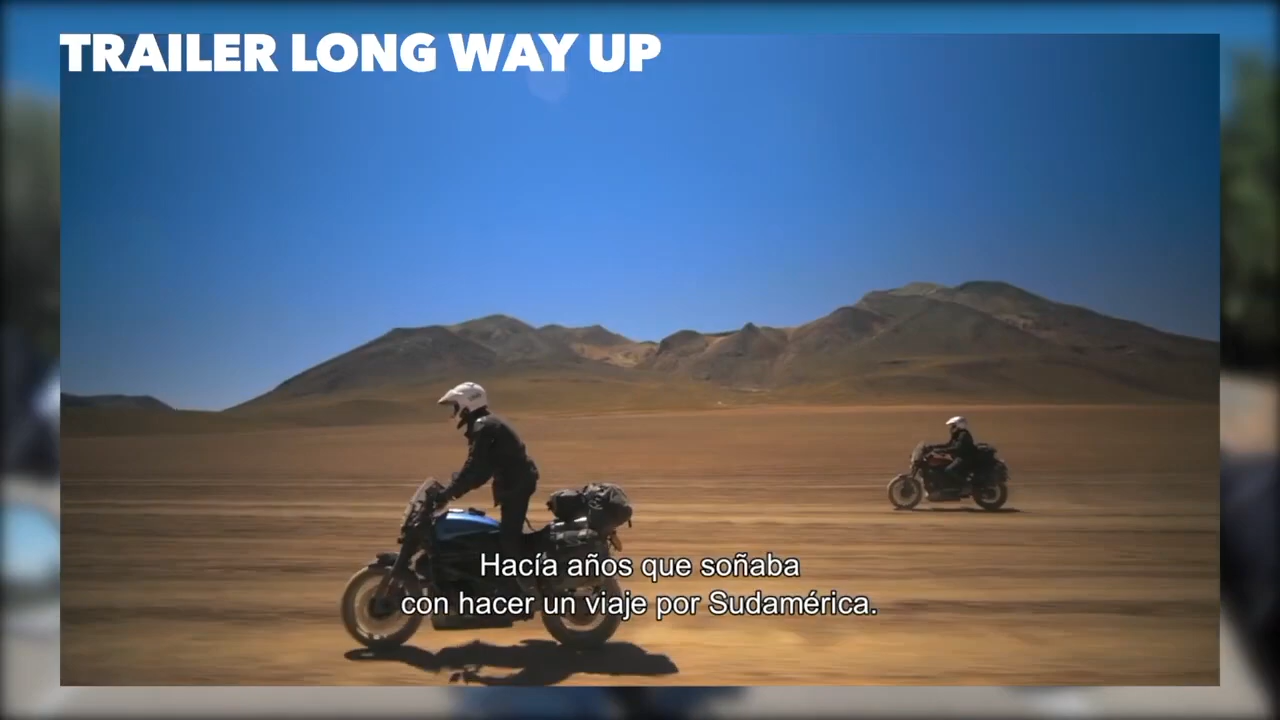 TRAILER LONG WAY UP
Hacía años que soñaba
con hacer un viaje por Sudamérica.